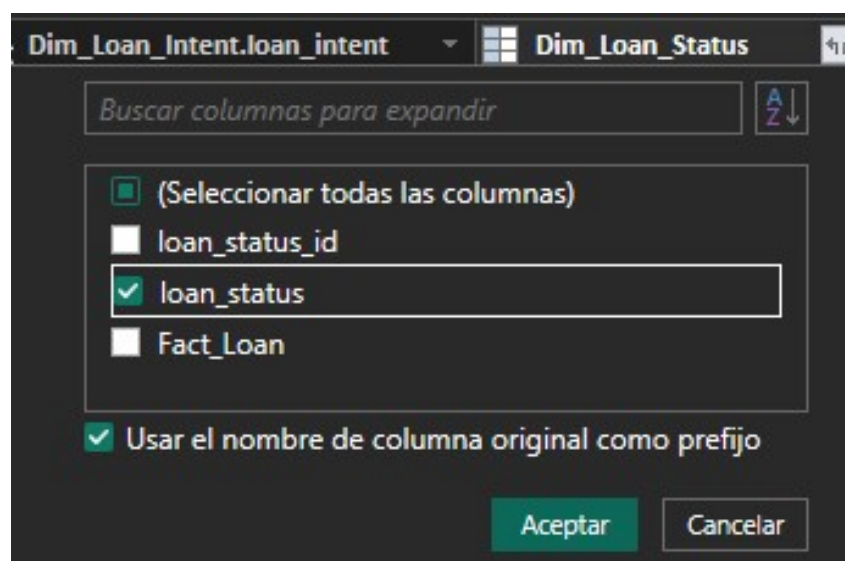 Dim_Loan_Intent.loan_intent Dim_Loan_Status
Buscar columnas para expandir AZ
(Seleccionar todas las columnas)
loan_status_id
loan_status
Fact_Loan
Usar el nombre de columna original como prefijo
Aceptar Cancelar